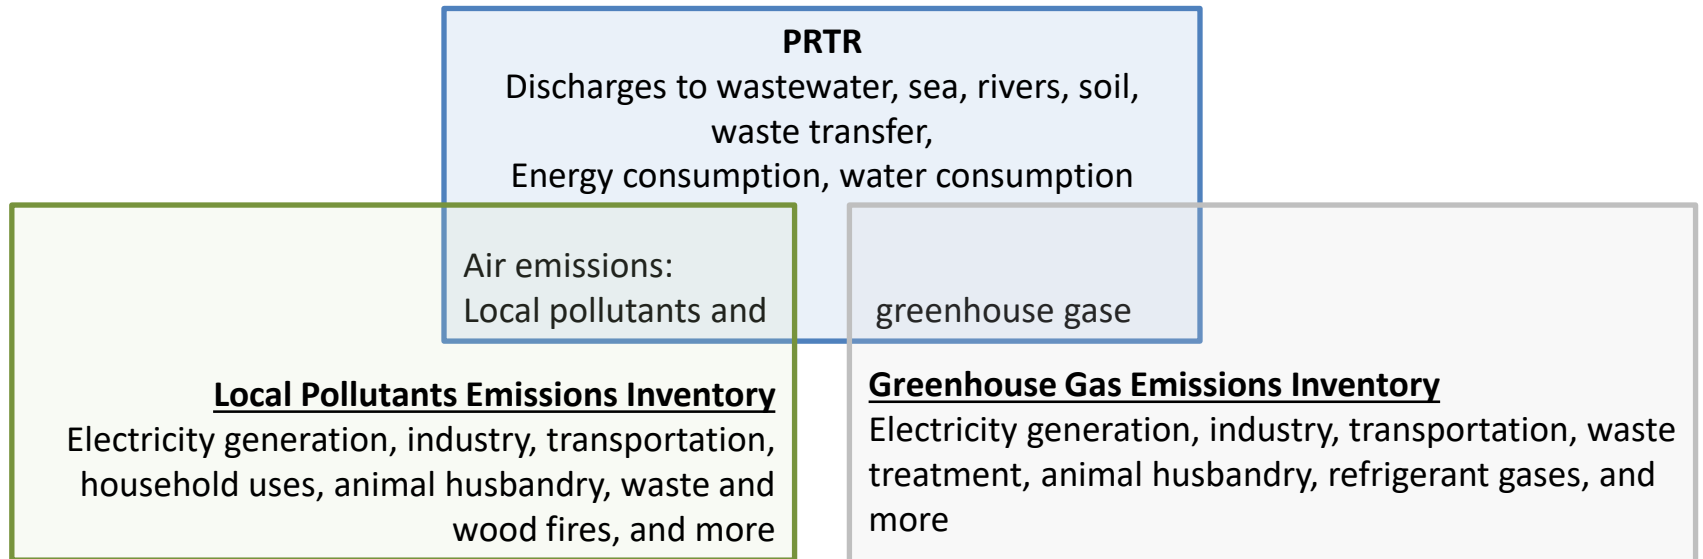 PRTR
Discharges to wastewater, sea, rivers, soil,
waste transfer,
Energy consumption, water consumption
Air emissions:
Local pollutants and
greenhouse gase
Local Pollutants Emissions Inventory
Electricity generation, industry, transportation,
household uses, animal husbandry, waste and
wood fires, and more
Greenhouse Gas Emissions Inventory
Electricity generation, industry, transportation, waste
treatment, animal husbandry, refrigerant gases, and
more